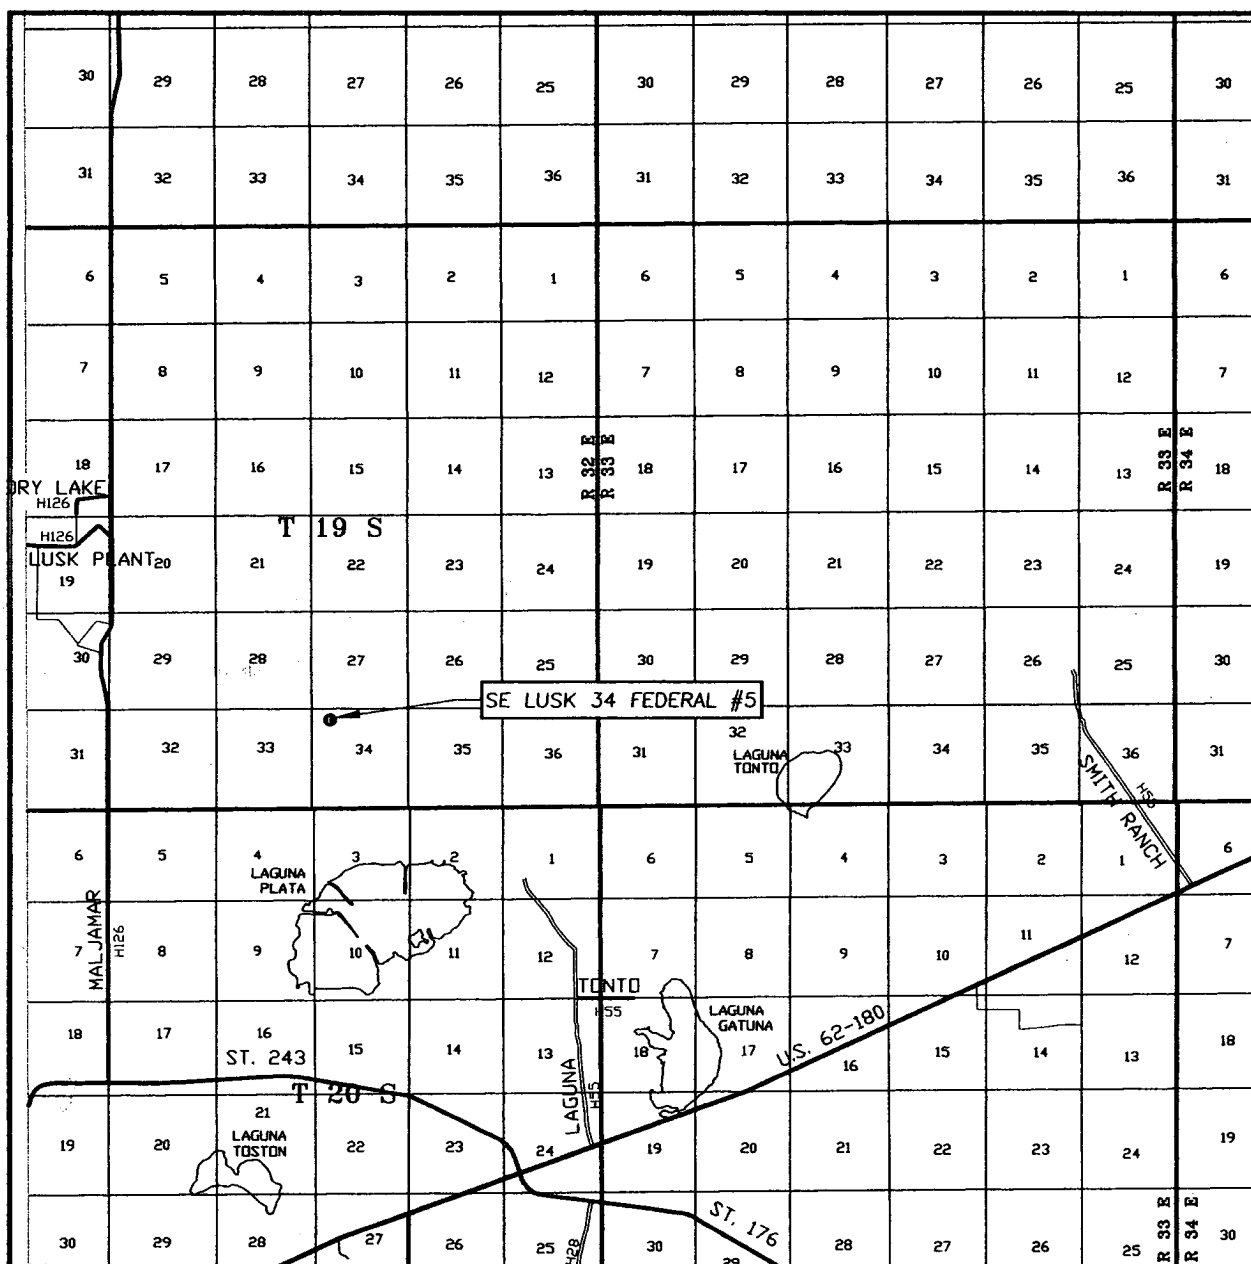 30 29 28 27 26 25 30 29 28 27 26 25 30
31 32 33 34 35 36 31 32 33 34 35 36 31
6 5 4 3 2 1 6 5 4 3 2 1 6
7 8 9 10 11 12 7 8 9 10 11 12 7
R 32 E
R 33 E
R 33 E
R 34 E
18 17 16 15 14 13 18 17 16 15 14 13 18
DRY LAKE
H126
T 19 S
H126
LUSK PLANT
19 20 21 22 23 24 19 20 21 22 23 24 19
30 29 28 27 26 25 30 29 28 27 26 25 30
SE LUSK 34 FEDERAL #5
31 32 33 34 35 36 31 32 33 34 35 36 31
LAGUNA
TONTO
SMITH RANCH
H55
6 5 4 3 2 1 6 5 4 3 2 1 6
LAGUNA
PLATA
MALJAMAR
H126
7 8 9 10 11 12 7 8 9 10 11 12 7
TONTO
H55
LAGUNA
GATUNA
U.S. 62-180
18 17 16 15 14 13 18 17 16 15 14 13 18
ST. 243
T 20 S
LAGUNA
H55
21
LAGUNA
TOSTON
19 20 22 23 24 19 20 21 22 23 24 19
ST. 176
R 33 E
R 34 E
30 29 28 27 26 25 30 29 28 27 26 25 30
H28